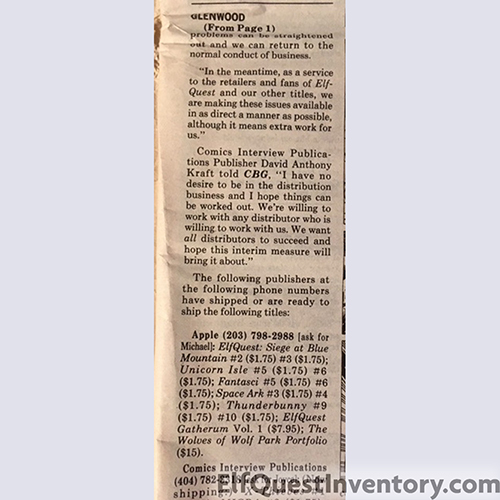 GLENWOOD
(From Page 1)
problems can be straightened
out and we can return to the
normal conduct of business.
"In the meantime, as a service
to the retailers and fans of Elf-
Quest and our other titles, we
are making these issues available
in as direct a manner as possible,
although it means extra work for
us."
Comics Interview Publica-
tions Publisher David Anthony
Kraft told CBG, "I have no
desire to be in the distribution
business and I hope things can
be worked out. We're willing to
work with any distributor who is
willing to work with us. We want
all distributors to succeed and
hope this interim measure will
bring it about."
The following publishers at
the following phone numbers
have shipped or are ready to
ship the following titles:
Apple (203) 798-2988 [ask for
Michael]: ElfQuest: Siege at Blue
Mountain #2 ($1.75) #3 ($1.75);
Unicorn Isle #5 ($1.75) #6
($1.75); Fantasci #5 ($1.75) #6
($1.75); Space Ark #3 ($1.75) #4
($1.75); Thunderbunny #9
($1.75) #10 ($1.75); ElfQuest
Gatherum Vol. 1 ($7.95); The
Wolves of Wolf Park Portfolio
($15).
Comics Interview Publications
(404) 782-
shipping
ElfQuestInventory.com